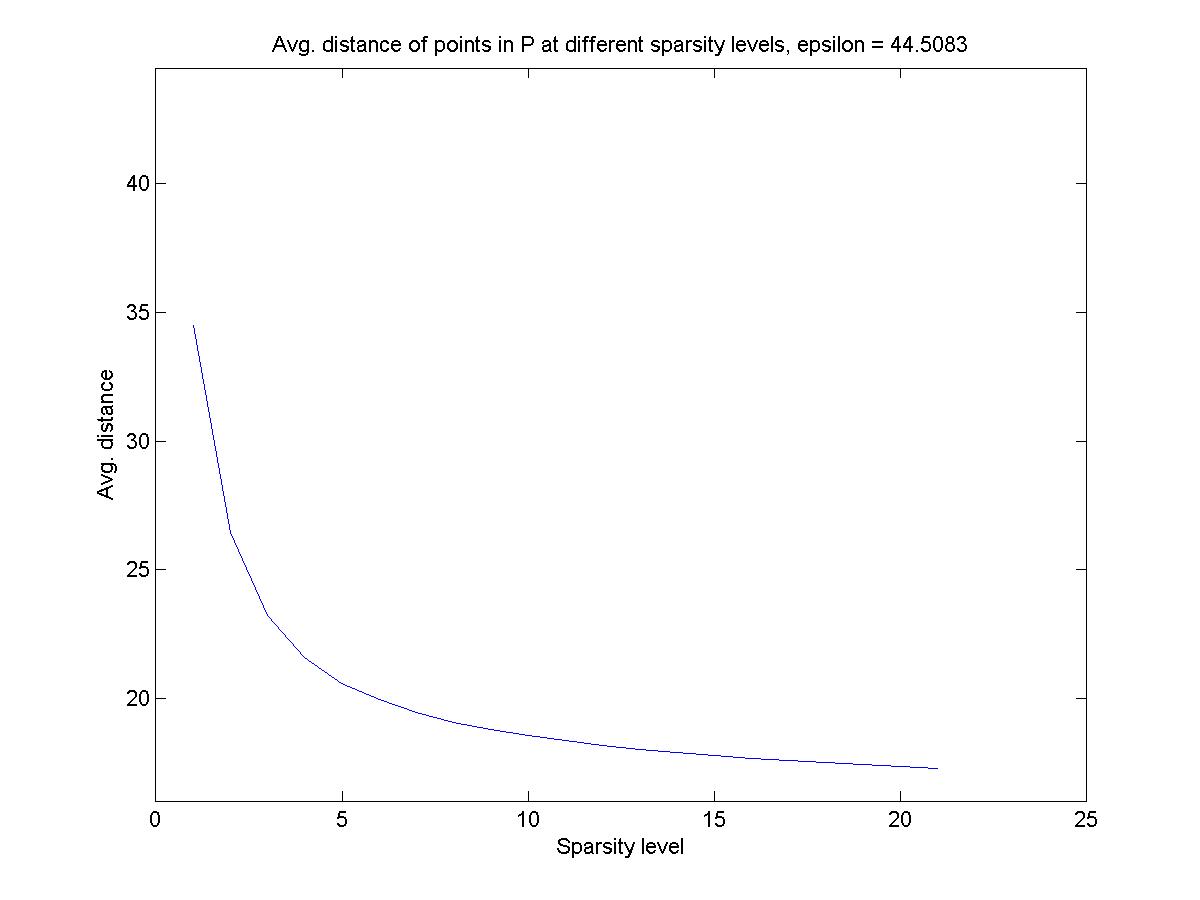 Avg. distance of points in P at different sparsity levels, epsilon = 44.5083
40
35
30
25
20
Avg. distance
0 5 10 15 20 25
Sparsity level